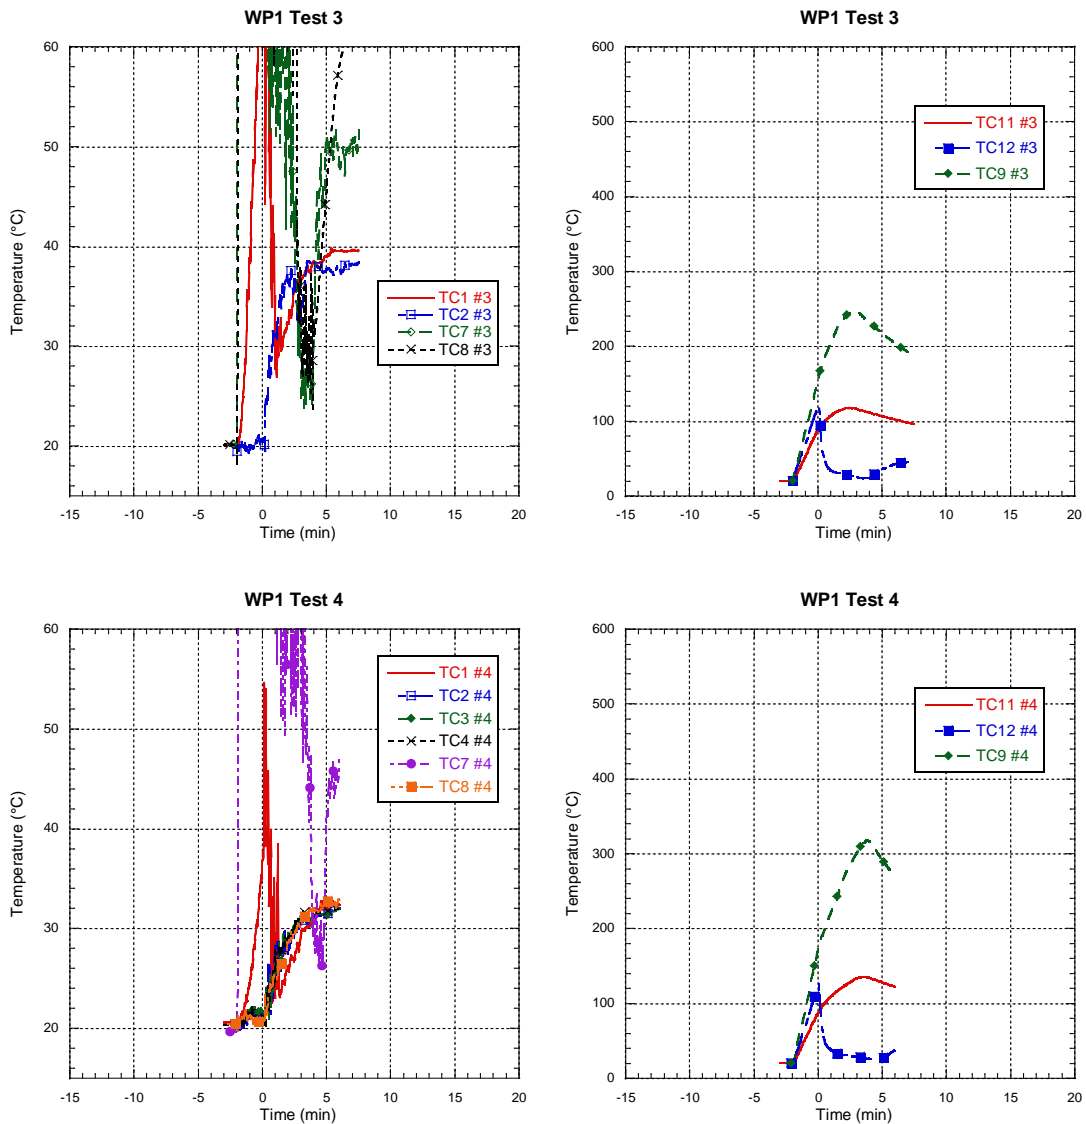 WP1 Test 3
60
50
40
30
20
Temperature (°C)
TC1 #3
TC2 #3
TC7 #3
TC8 #3
-15 -10 -5 0 5 10 15 20
Time (min)
WP1 Test 3
600
500
400
300
200
100
0
Temperature (°C)
TC11 #3
TC12 #3
TC9 #3
-15 -10 -5 0 5 10 15 20
Time (min)
WP1 Test 4
60
50
40
30
20
Temperature (°C)
TC1 #4
TC2 #4
TC3 #4
TC4 #4
TC7 #4
TC8 #4
-15 -10 -5 0 5 10 15 20
Time (min)
WP1 Test 4
600
500
400
300
200
100
0
Temperature (°C)
TC11 #4
TC12 #4
TC9 #4
-15 -10 -5 0 5 10 15 20
Time (min)